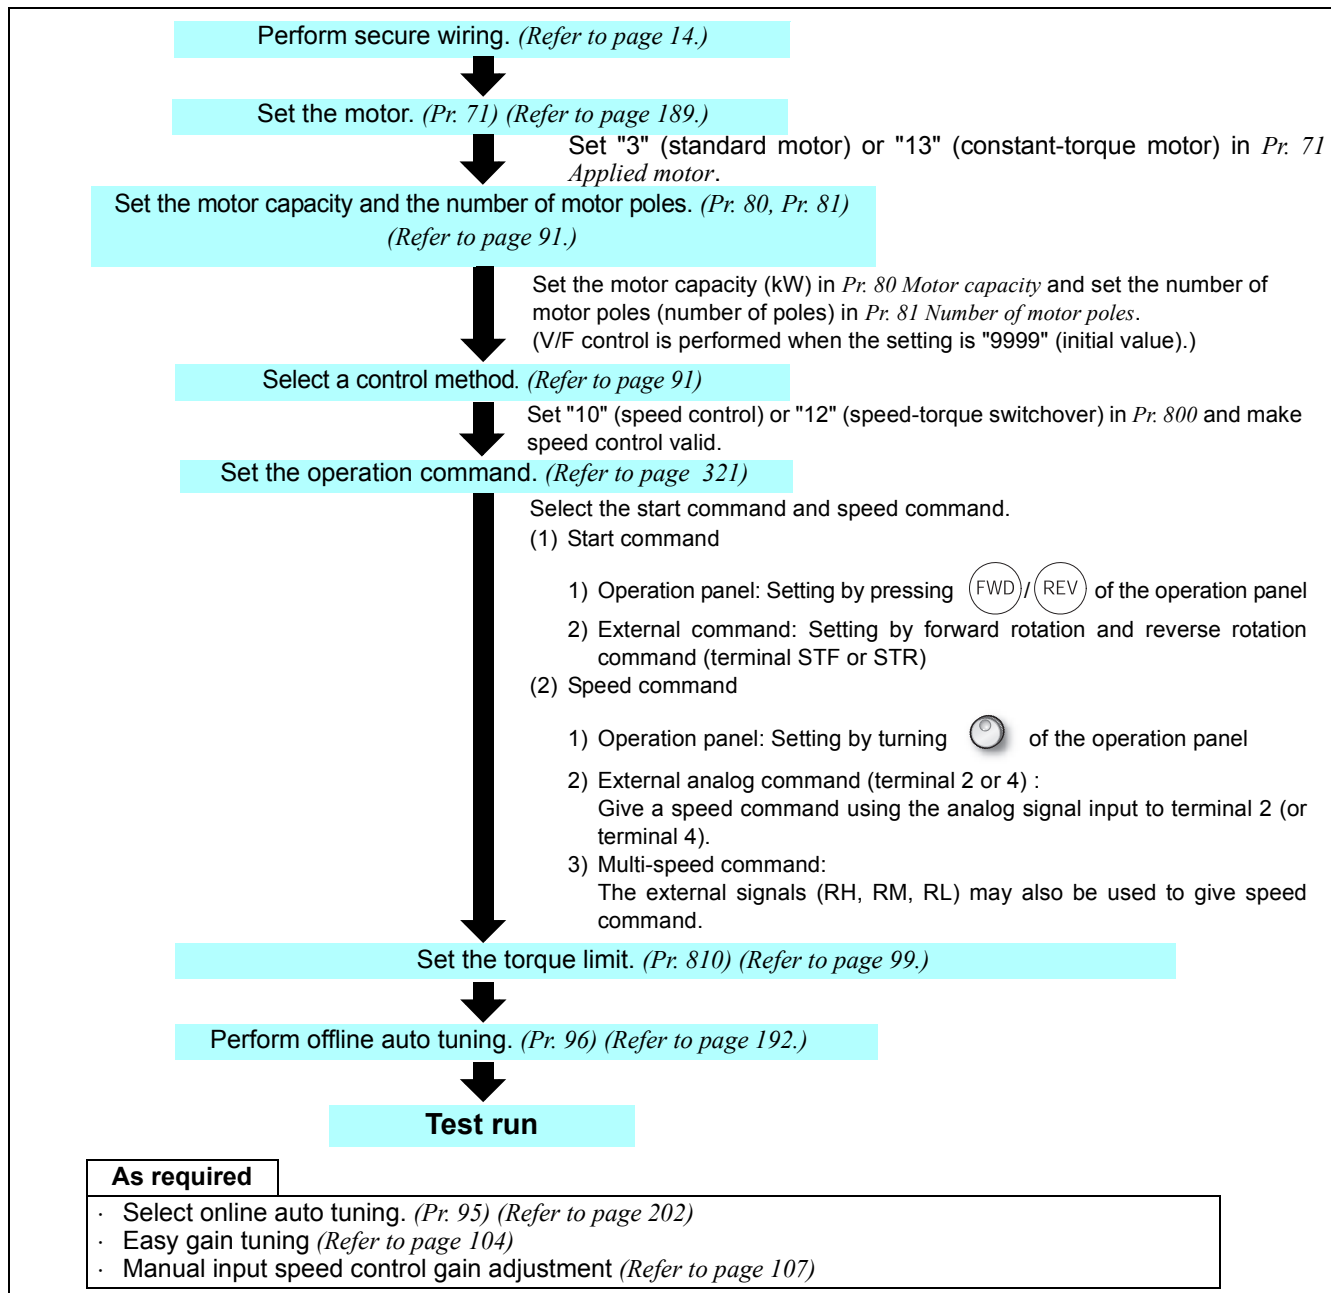 Perform secure wiring. (Refer to page 14.)
Set the motor. (Pr. 71) (Refer to page 189.)
Set "3" (standard motor) or "13" (constant-torque motor) in Pr. 71
Applied motor.
Set the motor capacity and the number of motor poles. (Pr. 80, Pr. 81)
(Refer to page 91.)
Set the motor capacity (kW) in Pr. 80 Motor capacity and set the number of
motor poles (number of poles) in Pr. 81 Number of motor poles.
(V/F control is performed when the setting is "9999" (initial value).)
Select a control method. (Refer to page 91)
Set "10" (speed control) or "12" (speed-torque switchover) in Pr. 800 and make
speed control valid.
Set the operation command. (Refer to page 321)
Select the start command and speed command.
(1) Start command
1) Operation panel: Setting by pressing FWD/REV of the operation panel
2) External command: Setting by forward rotation and reverse rotation
command (terminal STF or STR)
(2) Speed command
1) Operation panel: Setting by turning of the operation panel
2) External analog command (terminal 2 or 4) :
Give a speed command using the analog signal input to terminal 2 (or
terminal 4).
3) Multi-speed command:
The external signals (RH, RM, RL) may also be used to give speed
command.
Set the torque limit. (Pr. 810) (Refer to page 99.)
Perform offline auto tuning. (Pr. 96) (Refer to page 192.)
Test run
As required
· Select online auto tuning. (Pr. 95) (Refer to page 202)
· Easy gain tuning (Refer to page 104)
· Manual input speed control gain adjustment (Refer to page 107)